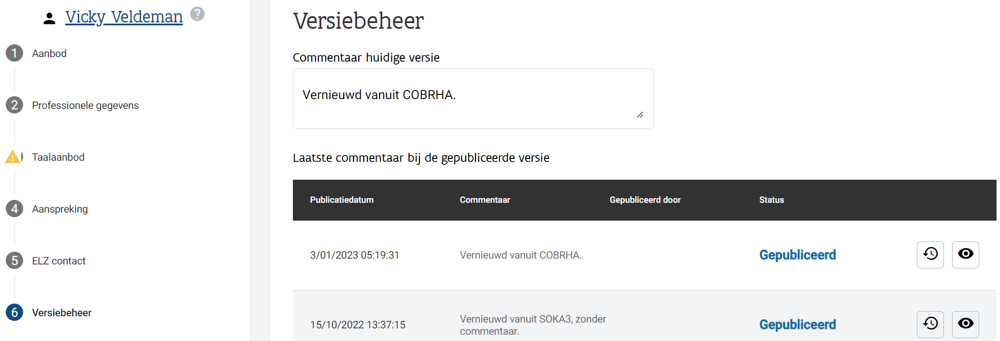 Vicky Veldeman ?
1 Aanbod
2 Professionele gegevens
Taalaanbod
4 Aanspreking
5 ELZ contact
6 Versiebeheer
Versiebeheer
Commentaar huidige versie
Vernieuwd vanuit COBRHA.
Laatste commentaar bij de gepubliceerde versie
Publicatiedatum Commentaar Gepubliceerd door Status
3/01/2023 05:19:31 Vernieuwd vanuit COBRHA. Gepubliceerd
15/10/2022 13:37:15 Vernieuwd vanuit SOKA3, zonder Gepubliceerd
commentaar.